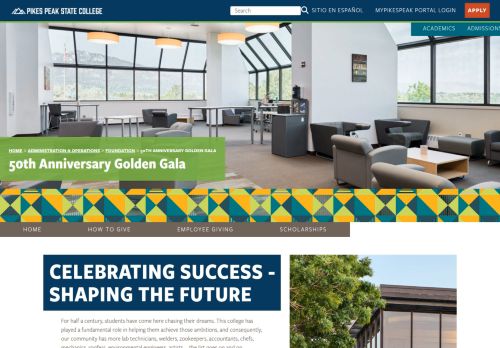 PIKES PEAK STATE COLLEGE
Search
SITIO EN ESPAÑOL
MYPIKESPEAK PORTAL LOGIN
APPLY
ACADEMICS
ADMISSIONS
HOME > ADMINISTRATION & OPERATIONS > FOUNDATION > 50TH ANNIVERSARY GOLDEN GALA
50th Anniversary Golden Gala
HOME
HOW TO GIVE
EMPLOYEE GIVING
SCHOLARSHIPS
CELEBRATING SUCCESS -
SHAPING THE FUTURE
For half a century, students have come here chasing their dreams. This college has
played a fundamental role in helping them achieve those ambitions, and consequently,
our community has more lab technicians, welders, zookeepers, accountants, chefs,